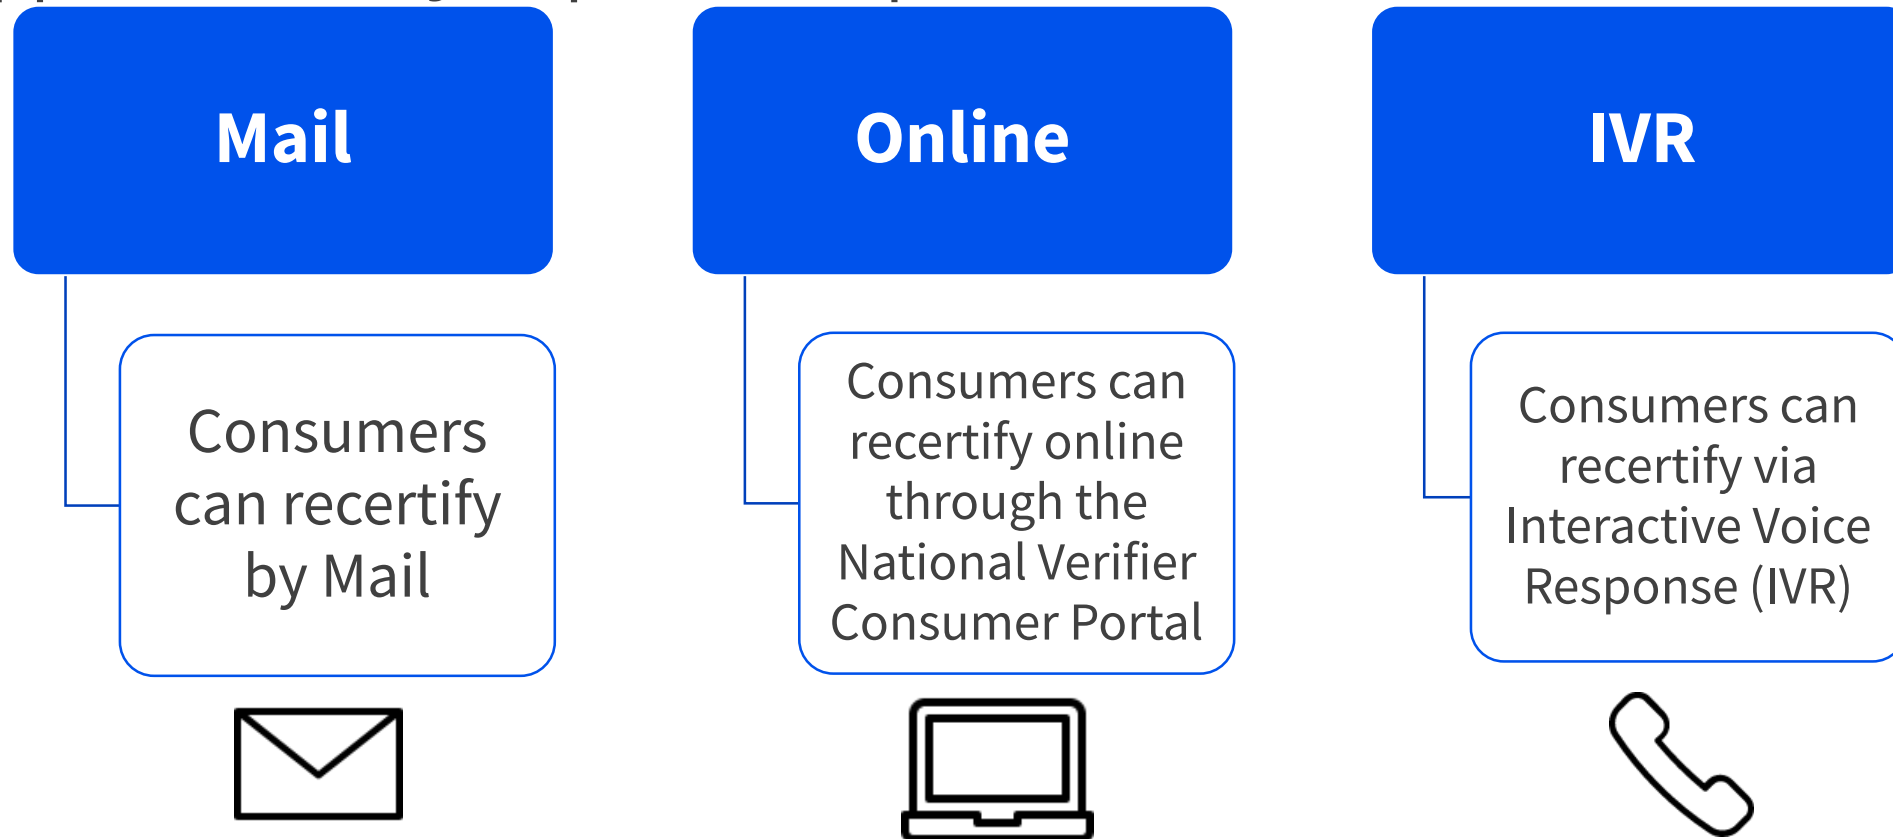 Mail
Consumers
can recertify
by Mail
Online
Consumers can
recertify online
through the
National Verifier
Consumer Portal
IVR
Consumers can
recertify via
Interactive Voice
Response (IVR)